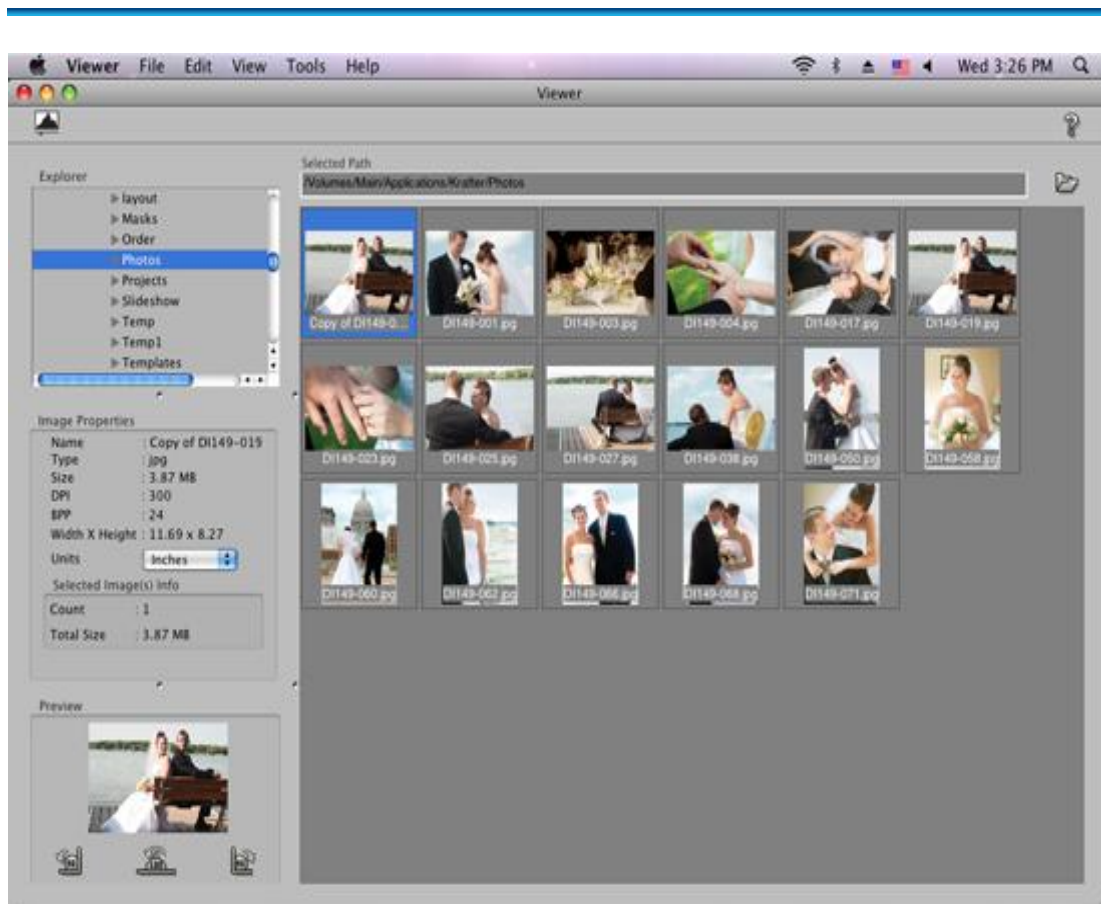 Viewer File Edit View Tools Help Wed 3:26 PM
Viewer
Explorer
layout
Masks
Order
Photos
Projects
Slideshow
Temp
Temp1
Templates
Image Properties
Name : Copy of DI149-019
Type : jpg
Size : 3.87 MB
DPI : 300
BPP : 24
Width X Height : 11.69 x 8.27
Units Inches
Selected Image(s) Info
Count : 1
Total Size : 3.87 MB
Preview
Selected Path
/Volumes/Main/Applications/Krafter/Photos
Copy of DI149-0... DI149-001.jpg DI149-003.jpg DI149-004.jpg DI149-017.jpg DI149-019.jpg
DI149-023.jpg DI149-025.jpg DI149-027.jpg DI149-038.jpg DI149-050.jpg DI149-058.jpg
DI149-060.jpg DI149-062.jpg DI149-066.jpg DI149-068.jpg DI149-071.jpg